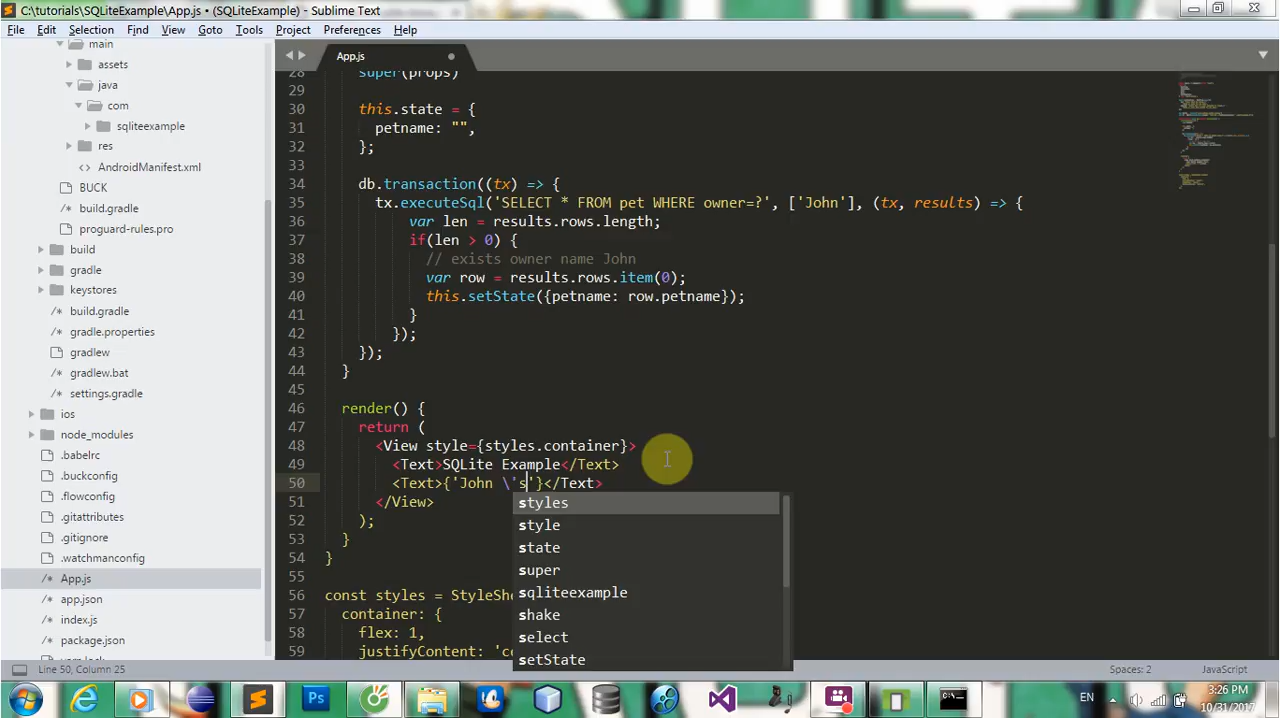 C:\tutorials\SQLiteExample\App.js • (SQLiteExample) - Sublime Text
File Edit Selection Find View Goto Tools Project Preferences Help
main
assets
java
com
sqliteexample
res
AndroidManifest.xml
BUCK
build.gradle
proguard-rules.pro
build
gradle
keystores
build.gradle
gradle.properties
gradlew
gradlew.bat
settings.gradle
ios
node_modules
.babelrc
.buckconfig
.flowconfig
.gitattributes
.gitignore
.watchmanconfig
App.js
app.json
index.js
package.json
yarn.lock
App.js
28 super(props)
29
30 this.state = {
31 petname: "",
32 };
33
34 db.transaction((tx) => {
35 tx.executeSql('SELECT * FROM pet WHERE owner=?', ['John'], (tx, results) => {
36 var len = results.rows.length;
37 if(len > 0) {
38 // exists owner name John
39 var row = results.rows.item(0);
40 this.setState({petname: row.petname});
41 }
42 });
43 });
44 }
45
46 render() {
47 return (
48 <View style={styles.container}>
49 <Text>SQLite Example</Text>
50 <Text>{'John \'s'}</Text>
51 </View>
52 );
53 }
54 }
55
56 const styles = StyleSh
57 container: {
58 flex: 1,
59 justifyContent: 'c
styles
style
state
super
sqliteexample
shake
select
setState
Line 50, Column 25
Spaces: 2
JavaScript
Ps
EN
3:26 PM
10/31/2017